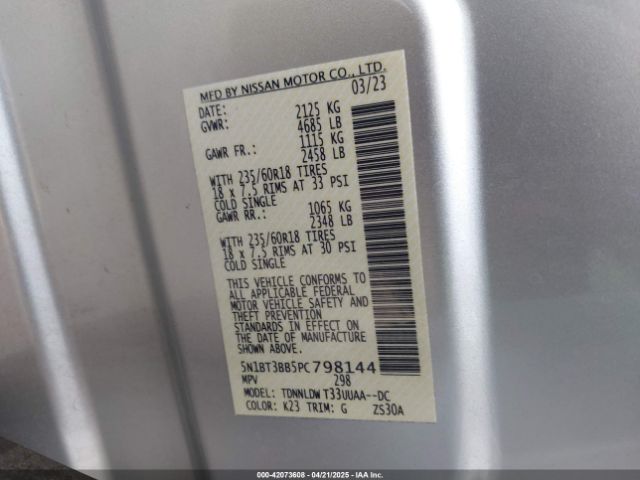 MFD BY NISSAN MOTOR CO., LTD.
DATE: 03/23
GVWR: 2125 KG
4685 LB
GAWR FR.: 1115 KG
2458 LB
WITH 235/60R18 TIRES
18 x 7.5 RIMS AT 33 PSI
COLD SINGLE
GAWR RR.: 1065 KG
2348 LB
WITH 235/60R18 TIRES
18 x 7.5 RIMS AT 30 PSI
COLD SINGLE
THIS VEHICLE CONFORMS TO
ALL APPLICABLE FEDERAL
MOTOR VEHICLE SAFETY AND
THEFT PREVENTION
STANDARDS IN EFFECT ON
THE DATE OF MANUFACTURE
SHOWN ABOVE.
5N1BT3BB5PC798144
MPV 298
MODEL: TDNNLDW T33UUAA--DC
COLOR: K23 TRIM: G ZS30A
000-42073608 - 04/21/2025 - IAAI.COM